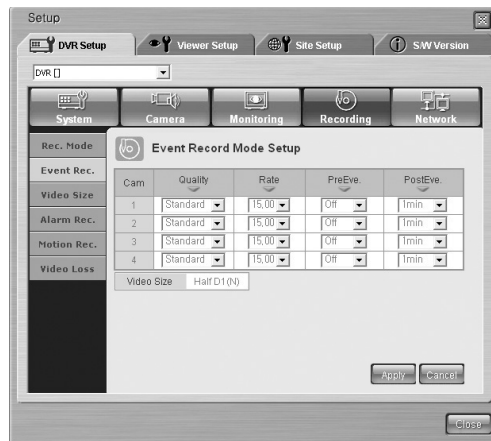 Setup
DVR Setup Viewer Setup Site Setup S/W Version
DVR []
System Camera Monitoring Recording Network
Rec. Mode
Event Rec.
Video Size
Alarm Rec.
Motion Rec.
Video Loss
Event Record Mode Setup
Cam Quality Rate PreEve. PostEve.
1 Standard 15,00 Off 1min
2 Standard 15,00 Off 1min
3 Standard 15,00 Off 1min
4 Standard 15,00 Off 1min
Video Size Half D1(N)
Apply Cancel
Close